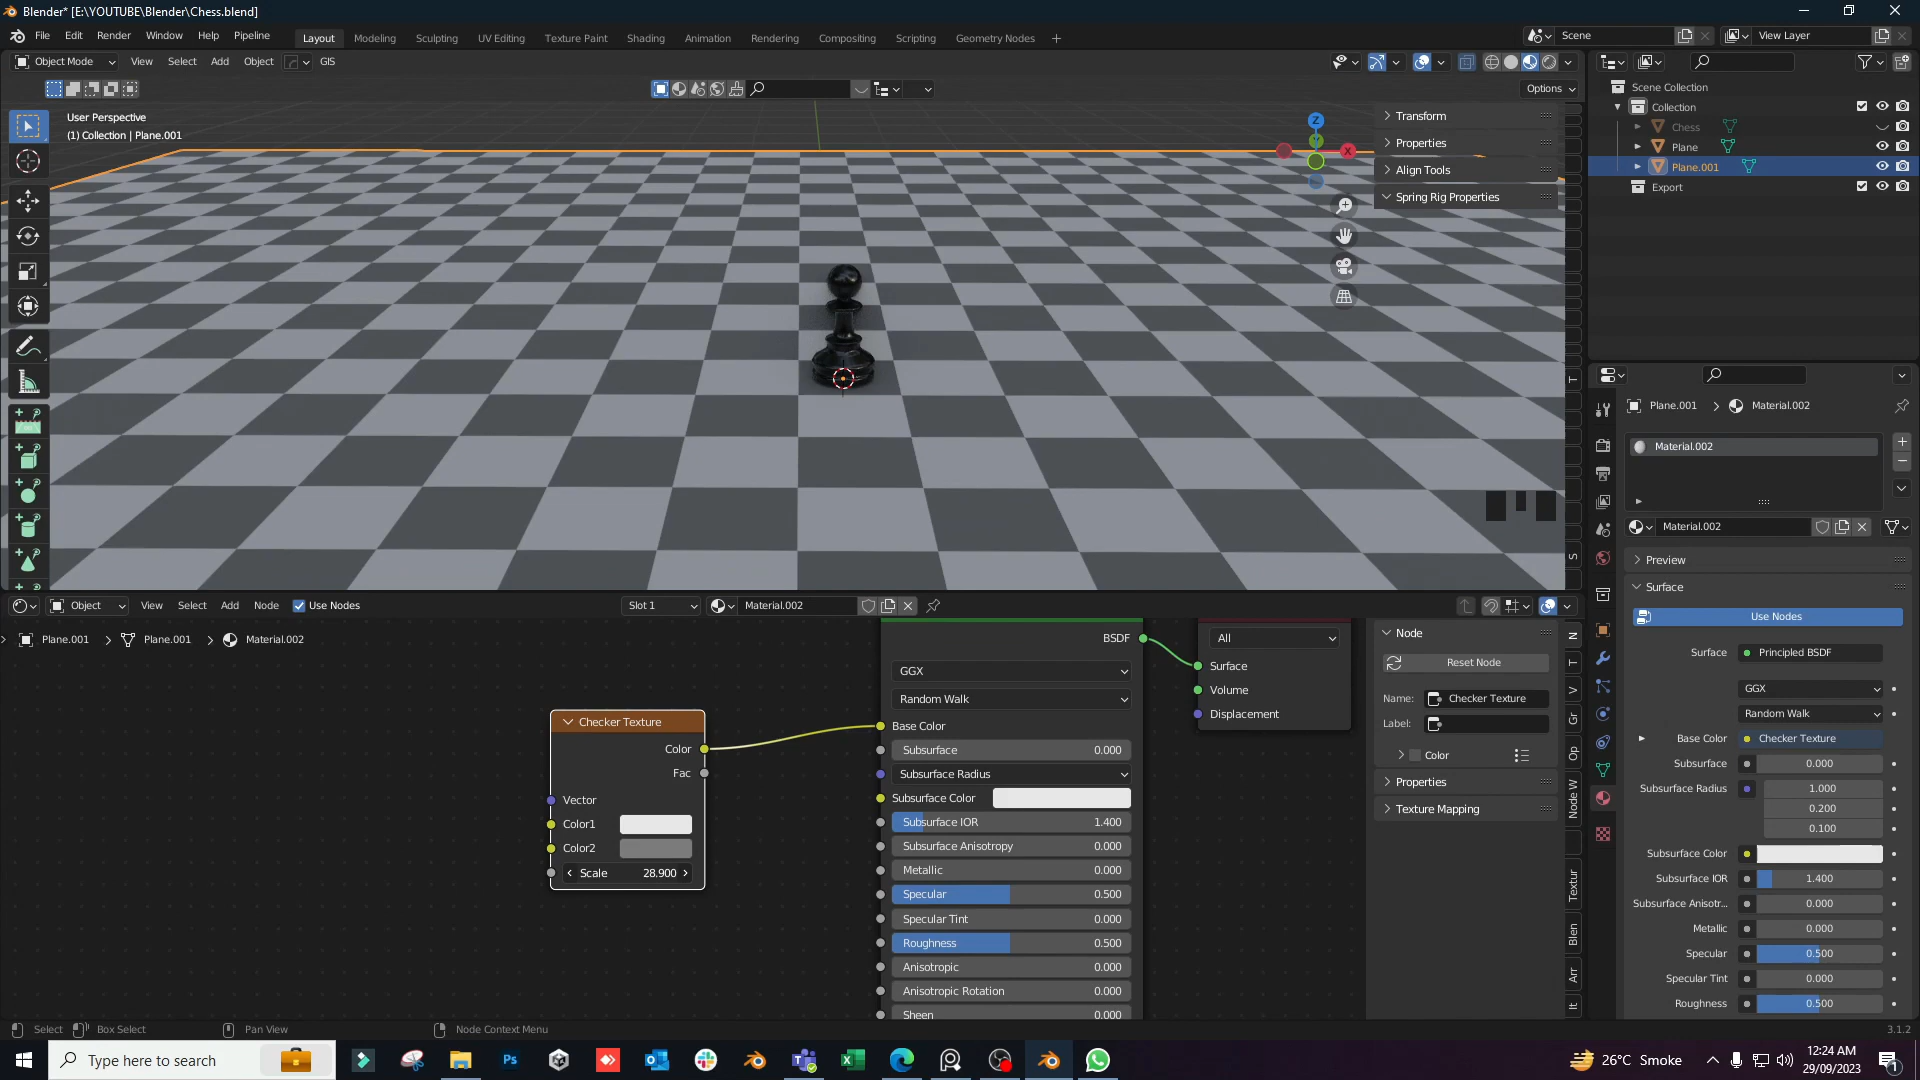 Blender* [E:\YOUTUBE\Blender\Chess.blend]
File Edit Render Window Help Pipeline Layout Modeling Sculpting UV Editing Texture Paint Shading Animation Rendering Compositing Scripting Geometry Nodes + Scene View Layer
Object Mode View Select Add Object GIS
Options
User Perspective
(1) Collection | Plane.001
Z
X
Transform
Properties
Align Tools
Spring Rig Properties
T
S
Scene Collection
Collection
Chess
Plane
Plane.001
Export
Plane.001 > Material.002
Material.002
Material.002
Preview
Surface
Use Nodes
Surface Principled BSDF
GGX
Random Walk
Base Color Checker Texture
Subsurface 0.000
Subsurface Radius 1.000
0.200
0.100
Subsurface Color
Subsurface IOR 1.400
Subsurface Anisotr... 0.000
Metallic 0.000
Specular 0.500
Specular Tint 0.000
Roughness 0.500
Object View Select Add Node Use Nodes Slot 1 Material.002
Plane.001 > Plane.001 > Material.002
Checker Texture
Color
Fac
Vector
Color1
Color2
Scale 28.900
BSDF
GGX
Random Walk
Base Color
Subsurface 0.000
Subsurface Radius
Subsurface Color
Subsurface IOR 1.400
Subsurface Anisotropy 0.000
Metallic 0.000
Specular 0.500
Specular Tint 0.000
Roughness 0.500
Anisotropic 0.000
Anisotropic Rotation 0.000
Sheen 0.000
All
Surface
Volume
Displacement
Node
Reset Node
Name: Checker Texture
Label:
Color
Properties
Texture Mapping
N
T
V
Gr
Op
Node W
Textur
Blen
Arr
It
Select Box Select Pan View Node Context Menu 3.1.2
Type here to search
Ps
26°C Smoke
12:24 AM
29/09/2023
1